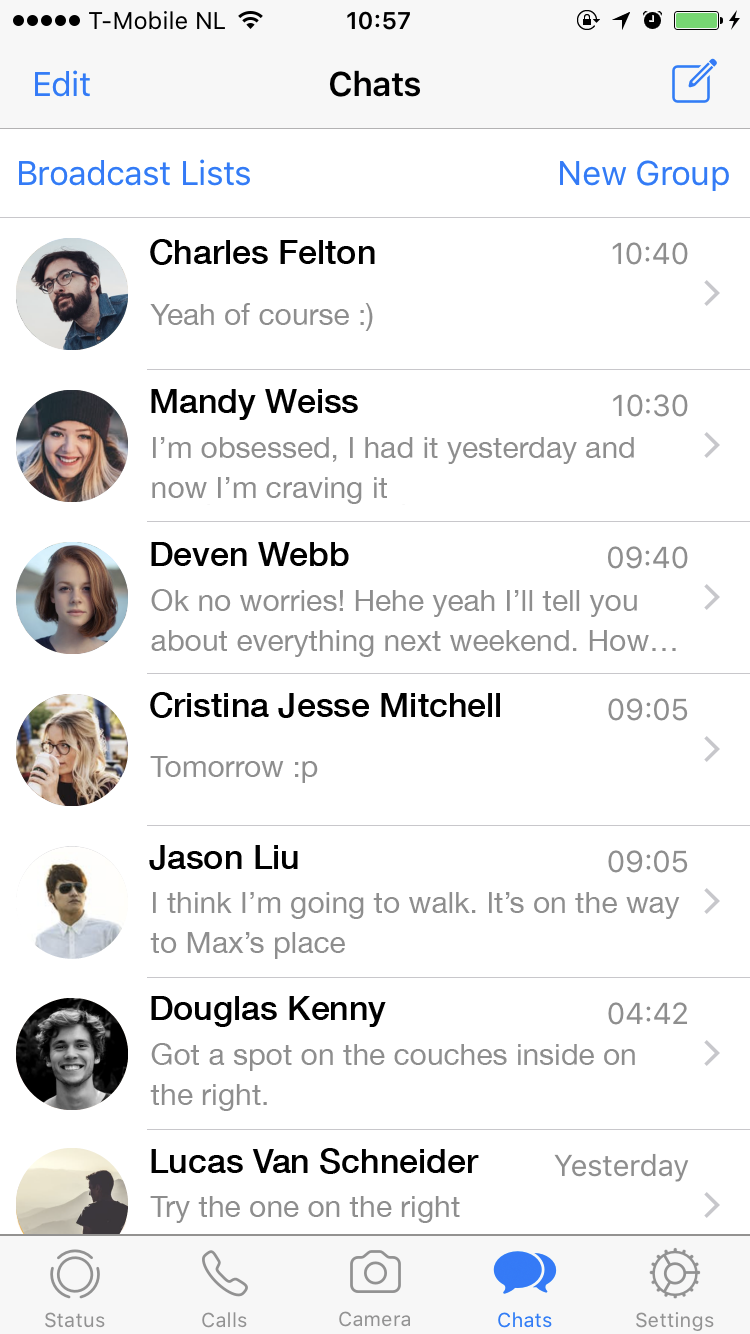 T-Mobile NL 10:57
Edit Chats
Broadcast Lists New Group
Charles Felton 10:40
Yeah of course :)
Mandy Weiss 10:30
I’m obsessed, I had it yesterday and
now I’m craving it
Deven Webb 09:40
Ok no worries! Hehe yeah I’ll tell you
about everything next weekend. How…
Cristina Jesse Mitchell 09:05
Tomorrow :p
Jason Liu 09:05
I think I’m going to walk. It’s on the way
to Max’s place
Douglas Kenny 04:42
Got a spot on the couches inside on
the right.
Lucas Van Schneider Yesterday
Try the one on the right
Status Calls Camera Chats Settings